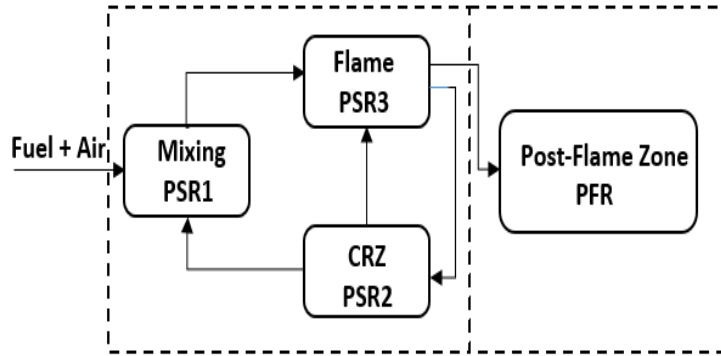 Flame
PSR3
Fuel + Air
Mixing
PSR1
Post-Flame Zone
PFR
CRZ
PSR2